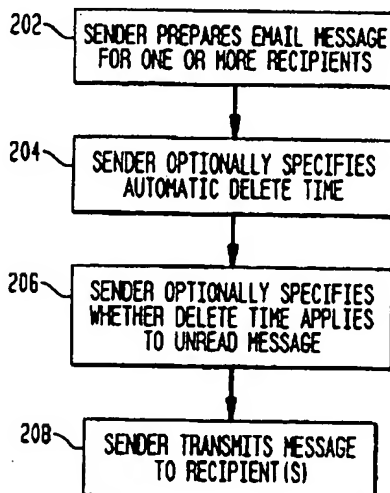 202
SENDER PREPARES EMAIL MESSAGE
FOR ONE OR MORE RECIPIENTS
204
SENDER OPTIONALLY SPECIFIES
AUTOMATIC DELETE TIME
206
SENDER OPTIONALLY SPECIFIES
WHETHER DELETE TIME APPLIES
TO UNREAD MESSAGE
208
SENDER TRANSMITS MESSAGE
TO RECIPIENT(S)